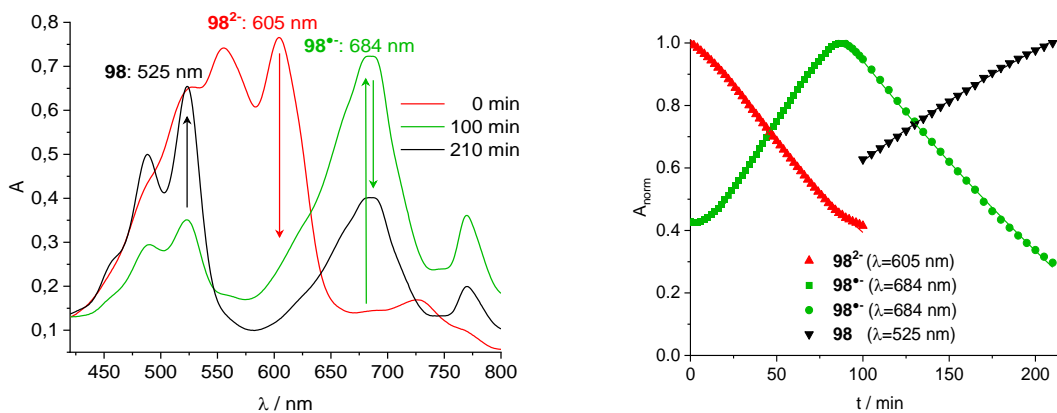 0,8
0,7
0,6
0,5
0,4
0,3
0,2
0,1
A
450 500 550 600 650 700 750 800
λ / nm
98²⁻: 605 nm
98•⁻: 684 nm
98: 525 nm
0 min
100 min
210 min
1.0
0.8
0.6
0.4
0.2
0.0
Anorm
0 50 100 150 200
t / min
98²⁻ (λ=605 nm)
98•⁻ (λ=684 nm)
98•⁻ (λ=684 nm)
98 (λ=525 nm)